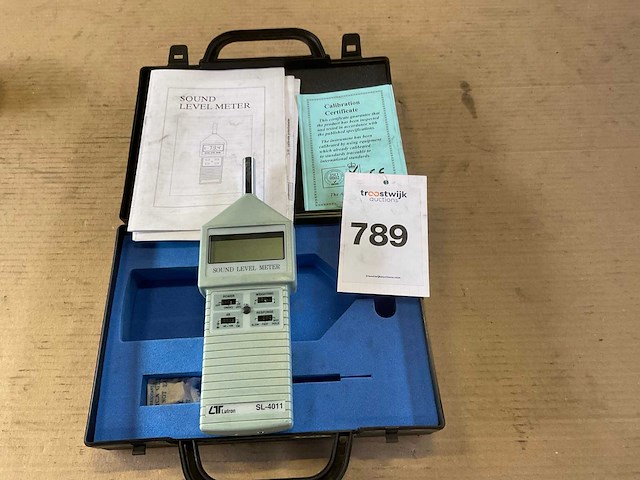 SOUND
LEVEL METER
Calibration
Certificate
This certificate guarantee that
the product has been inspected
and tested in accordance with
the published specifications.
The instrument has been
calibrated by using equipment
which already calibrated
to standards traceable to
international standards.
troostwijk
auctions
789
SOUND LEVEL METER
Lutron
SL-4011